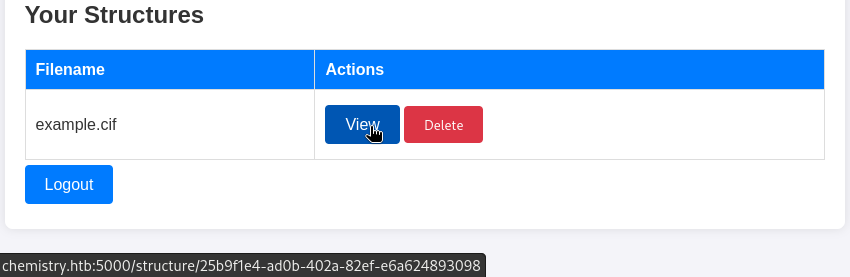 Your Structures
Filename Actions
example.cif View Delete
Logout
chemistry.htb:5000/structure/25b9f1e4-ad0b-402a-82ef-e6a624893098